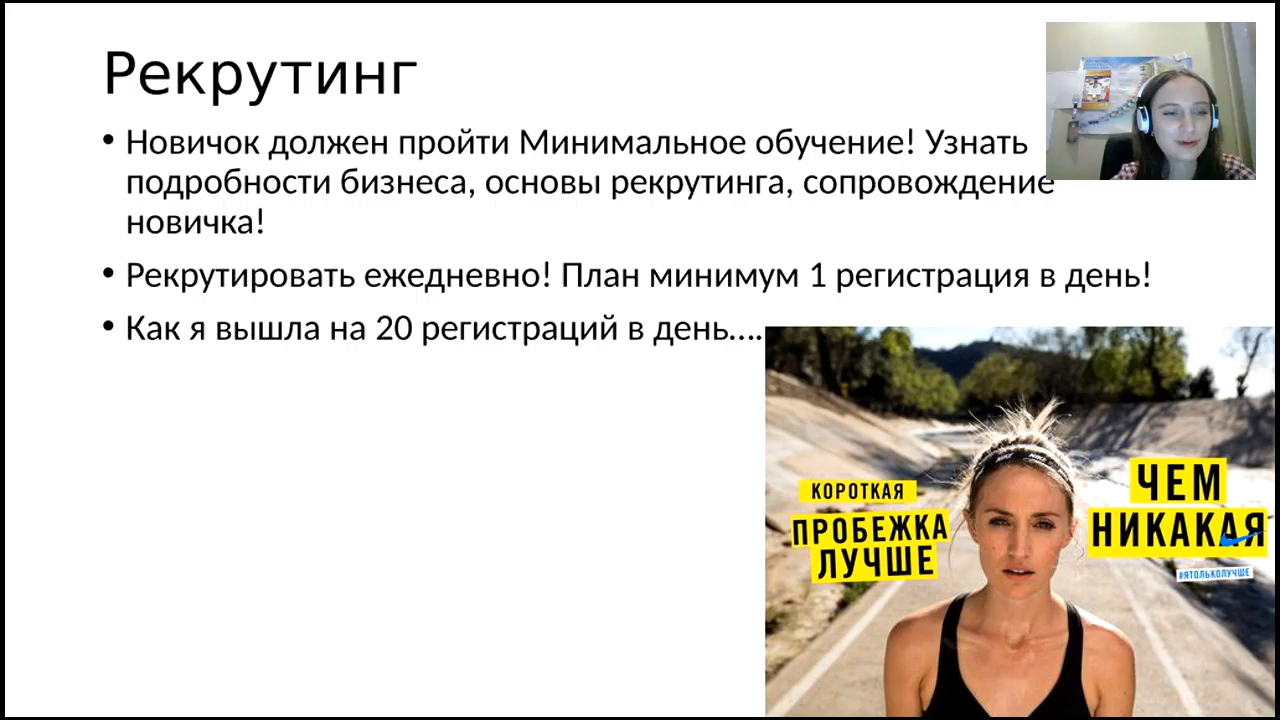 Рекрутинг
• Новичок должен пройти Минимальное обучение! Узнать
подробности бизнеса, основы рекрутинга, сопровождение
новичка!
• Рекрутировать ежедневно! План минимум 1 регистрация в день!
• Как я вышла на 20 регистраций в день....
КОРОТКАЯ
ПРОБЕЖКА
ЛУЧШЕ
ЧЕМ
НИКАКАЯ
#ЯТОЛЬКОЛУЧШЕ